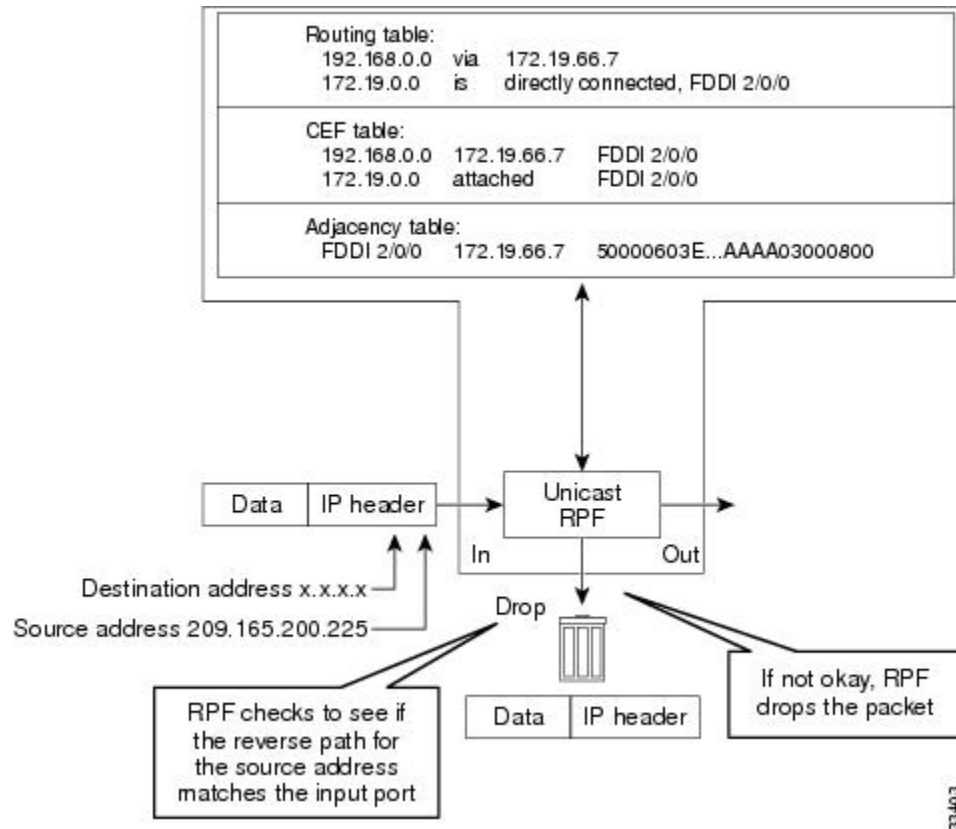 Routing table:
192.168.0.0 via 172.19.66.7
172.19.0.0 is directly connected, FDDI 2/0/0
CEF table:
192.168.0.0 172.19.66.7 FDDI 2/0/0
172.19.0.0 attached FDDI 2/0/0
Adjacency table:
FDDI 2/0/0 172.19.66.7 50000603E...AAAA03000800
Data IP header
Unicast
RPF
In
Out
Destination address x.x.x.x
Source address 209.165.200.225
Drop
RPF checks to see if
the reverse path for
the source address
matches the input port
Data IP header
If not okay, RPF
drops the packet
33403